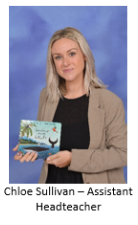 Chloe Sullivan – Assistant
Headteacher